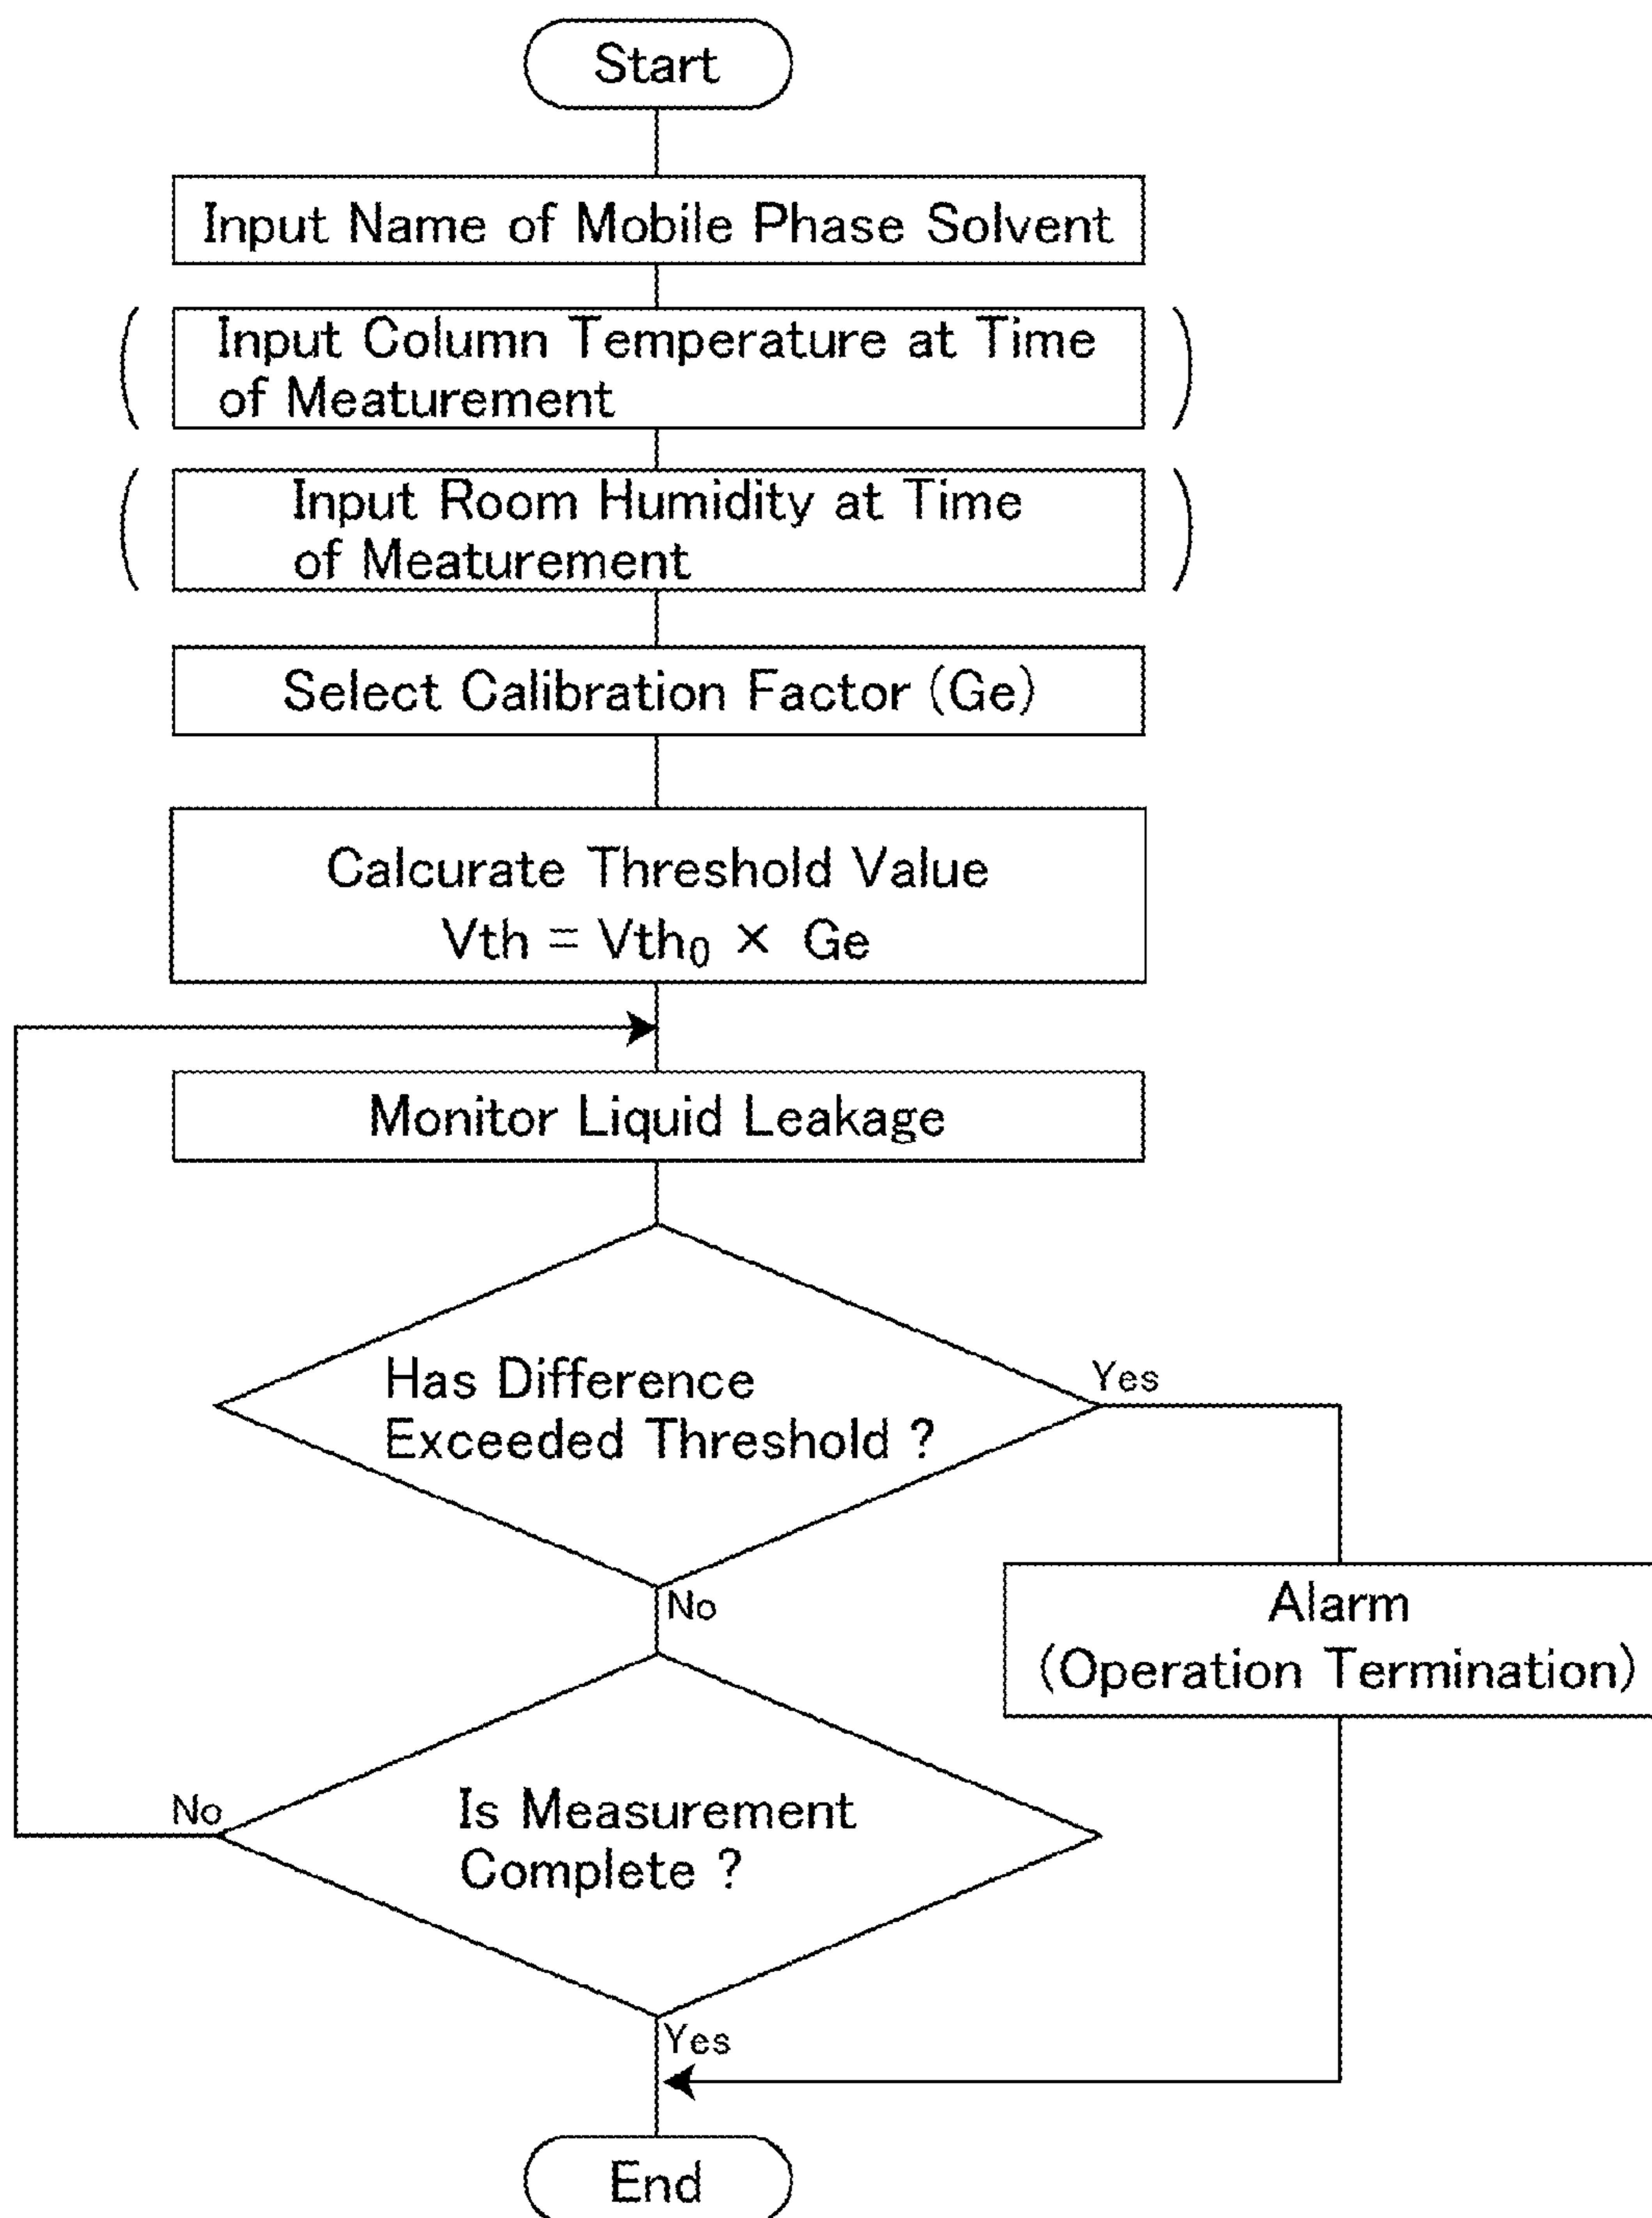 Start
Input Name of Mobile Phase Solvent
( Input Column Temperature at Time
of Meaturement )
( Input Room Humidity at Time
of Meaturement )
Select Calibration Factor (Ge)
Calcurate Threshold Value
Vth = Vth₀ × Ge
Monitor Liquid Leakage
Has Difference
Exceeded Threshold ?
Yes
No
Alarm
(Operation Termination)
Is Measurement
Complete ?
No
Yes
End